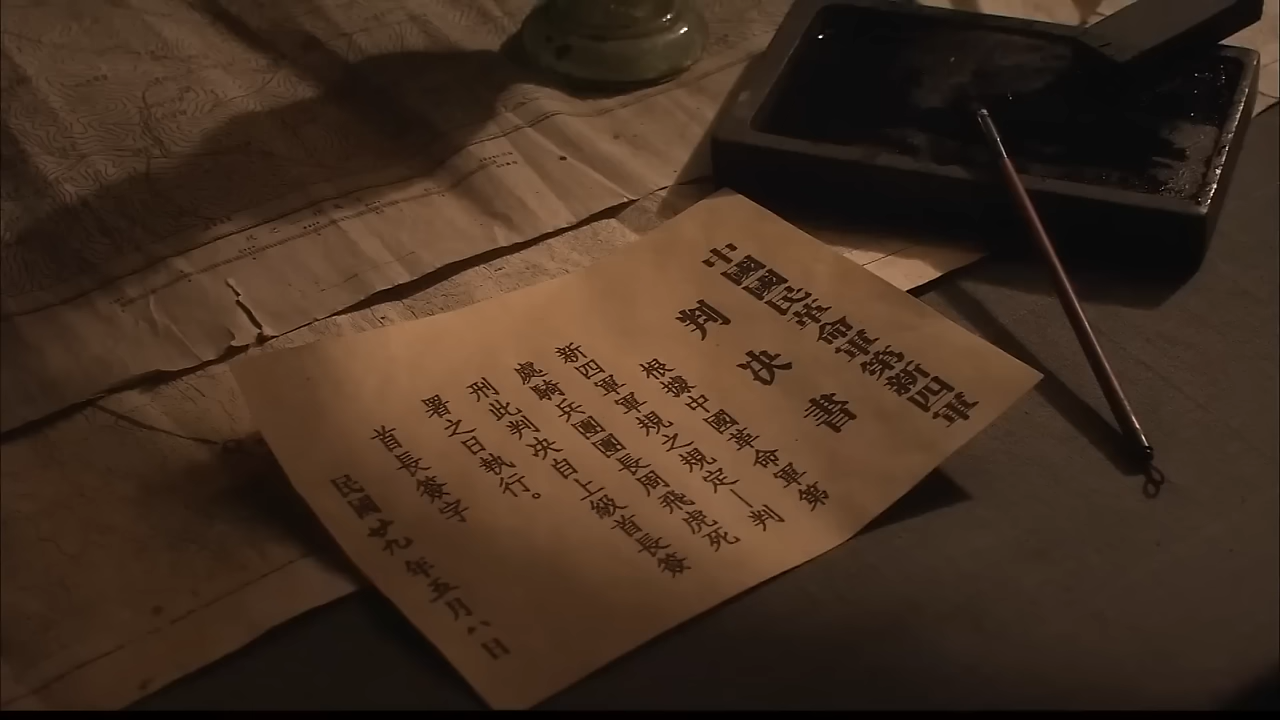 中國國民革命軍第新四軍
判决書
根據中國革命軍第
新四軍軍規之規定—判
處騎兵團團長周飛虎死
刑此判决自上級首長簽
署之日執行。
首長簽字
民國廿九年五月八日